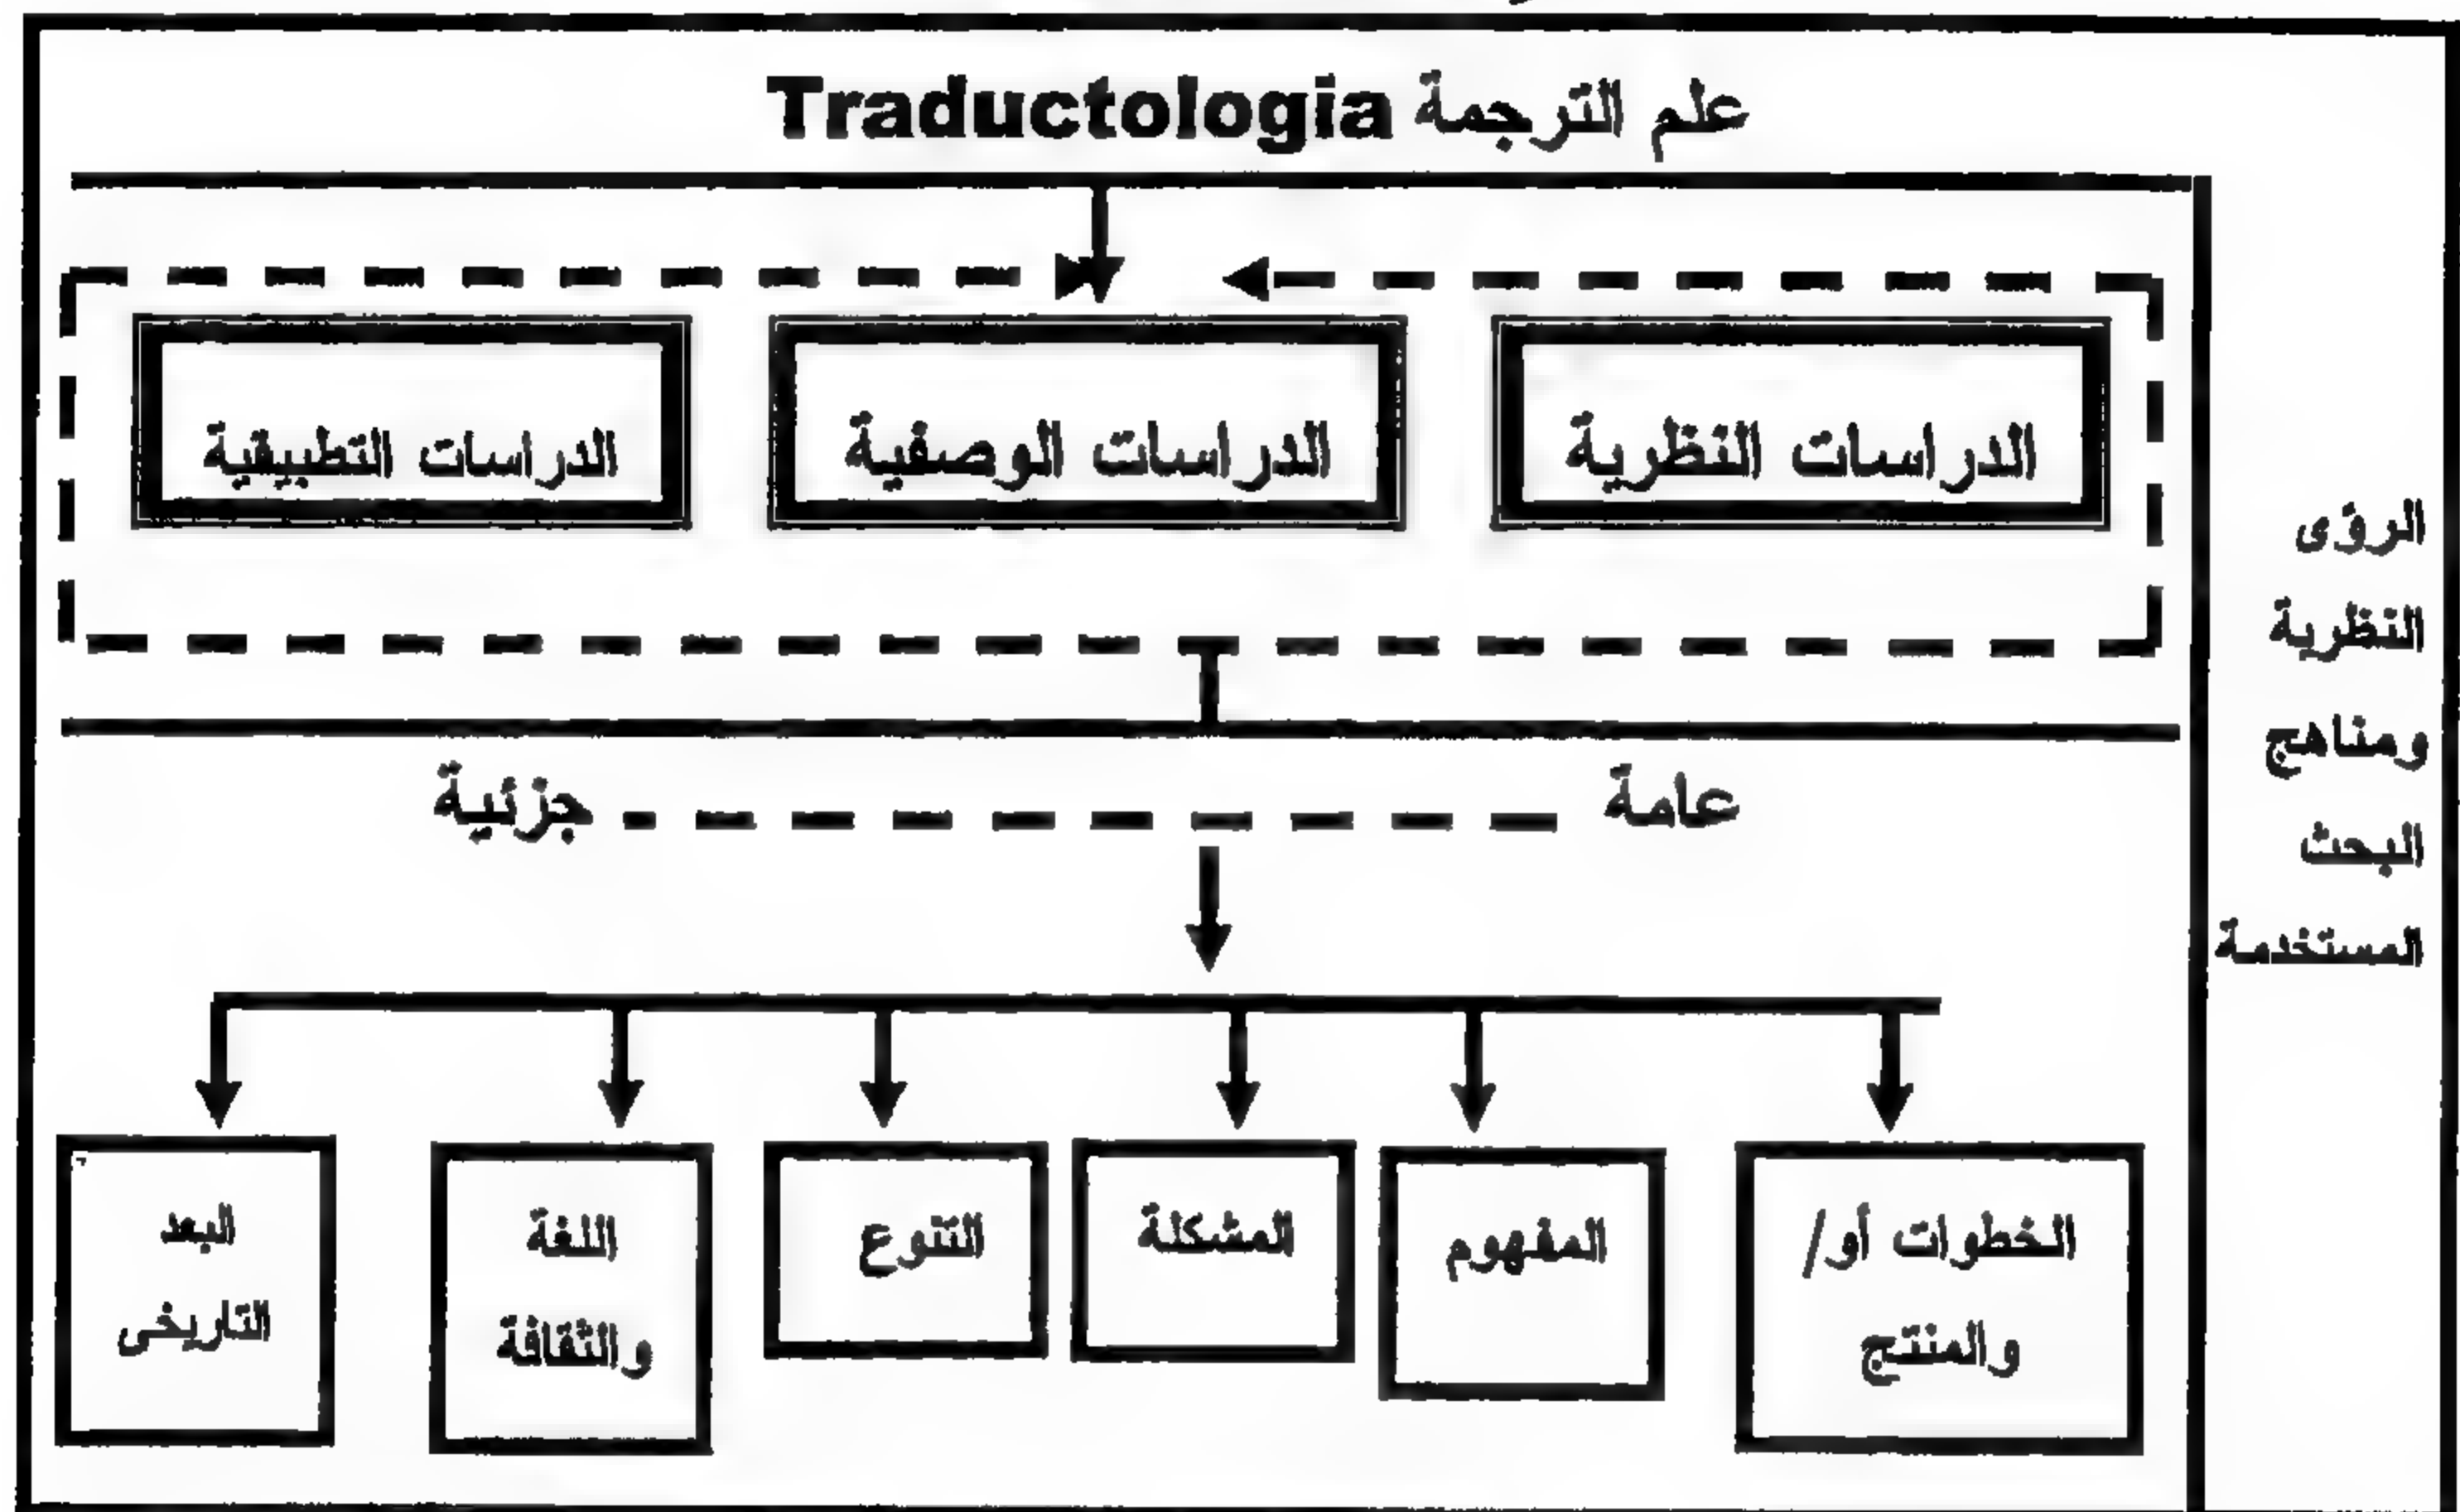 علم الترجمة Traductologia
الدراسات النظرية
الدراسات الوصفية
الدراسات التطبيقية
الرؤى
النظرية
ومناهج
البحث
المستخدمة
عامة
جزئية
الخطوات أو/
والمنتج
المفهوم
المشكلة
التنوع
اللغة
والثقافة
البعد
التاريخى